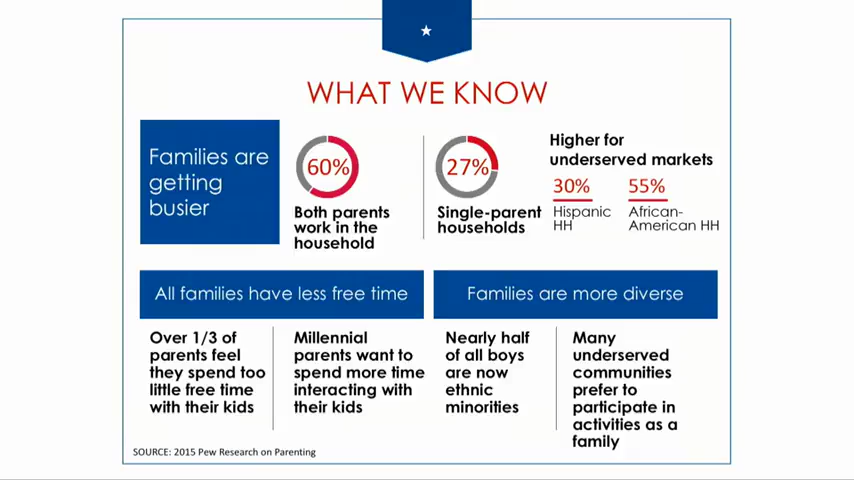 WHAT WE KNOW
Families are
getting
busier
60%
Both parents
work in the
household
27%
Single-parent
households
Higher for
underserved markets
30%
Hispanic
HH
55%
African-
American HH
All families have less free time
Over 1/3 of
parents feel
they spend too
little free time
with their kids
Millennial
parents want to
spend more time
interacting with
their kids
Families are more diverse
Nearly half
of all boys
are now
ethnic
minorities
Many
underserved
communities
prefer to
participate in
activities as a
family
SOURCE: 2015 Pew Research on Parenting